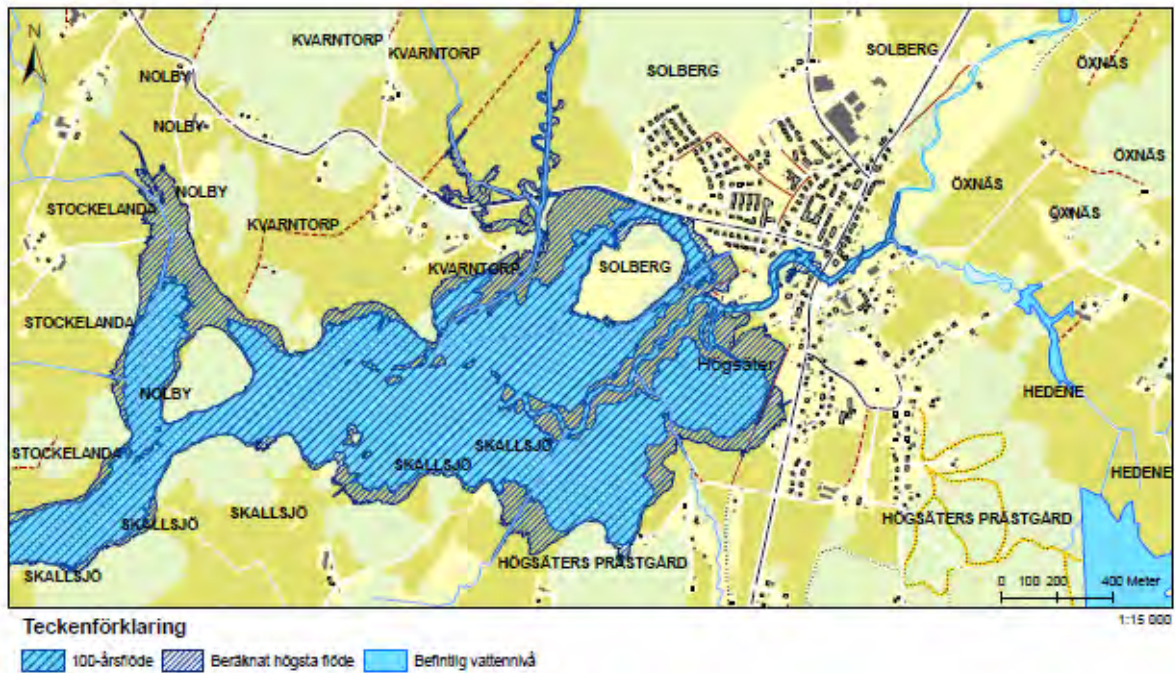 N
KVARNTORP
KVARNTORP
SOLBERG
SOLBERG
ÖXNÄS
NOLBY
NOLBY
NOLBY
ÖXNÄS
ÖXNÄS
ÖXNÄS
STOCKELANDA
KVARNTORP
KVARNTORP
SOLBERG
STOCKELANDA
NOLBY
Högsäter
HEDENE
STOCKELANDA
SKALLSJÖ
SKALLSJÖ
HEDENE
SKALLSJÖ
SKALLSJÖ
HÖGSÄTERS PRÄSTGÅRD
HÖGSÄTERS PRÄSTGÅRD
SKALLSJÖ
0 100 200 400 Meter
1:15 000
Teckenförklaring
100-årsflöde
Beräknat högsta flöde
Befintlig vattennivå